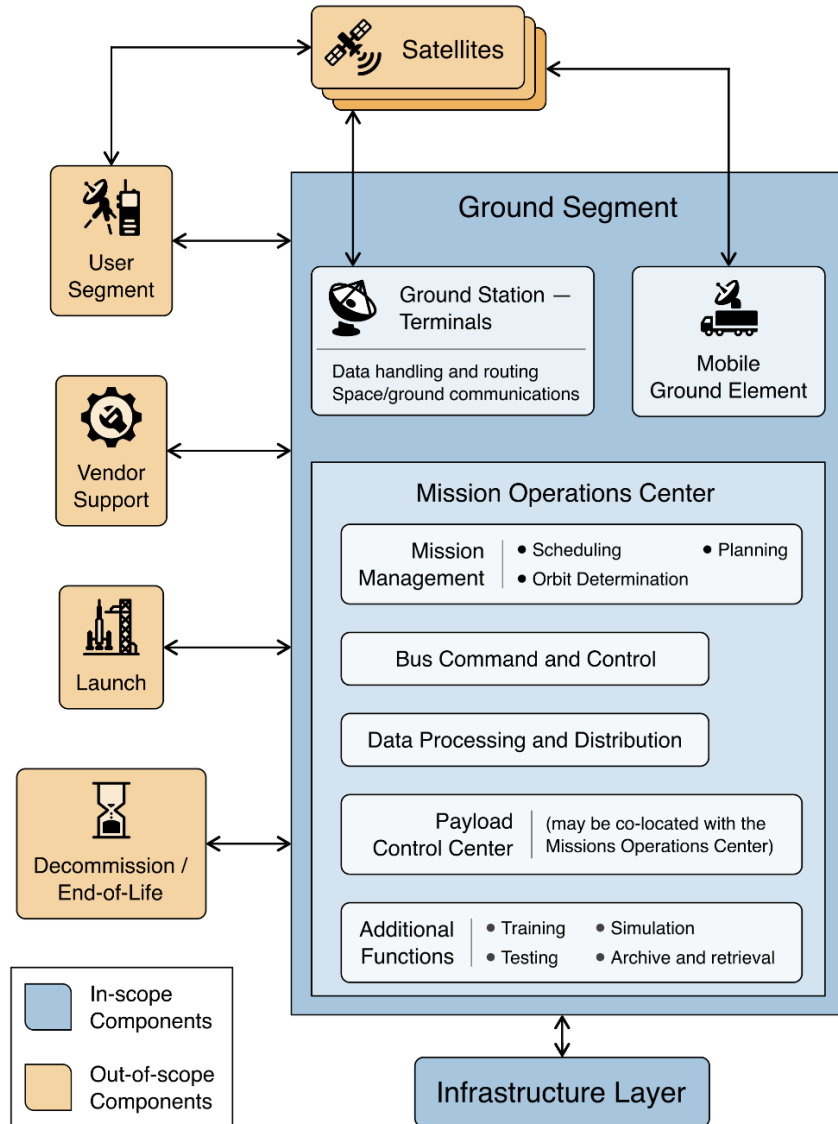 Satellites
User
Segment
Vendor
Support
Launch
Decommission /
End-of-Life
Ground Segment
Ground Station —
Terminals
Data handling and routing
Space/ground communications
Mobile
Ground Element
Mission Operations Center
Mission
Management
• Scheduling
• Planning
• Orbit Determination
Bus Command and Control
Data Processing and Distribution
Payload
Control Center
(may be co-located with the
Missions Operations Center)
Additional
Functions
• Training
• Simulation
• Testing
• Archive and retrieval
Infrastructure Layer
In-scope
Components
Out-of-scope
Components